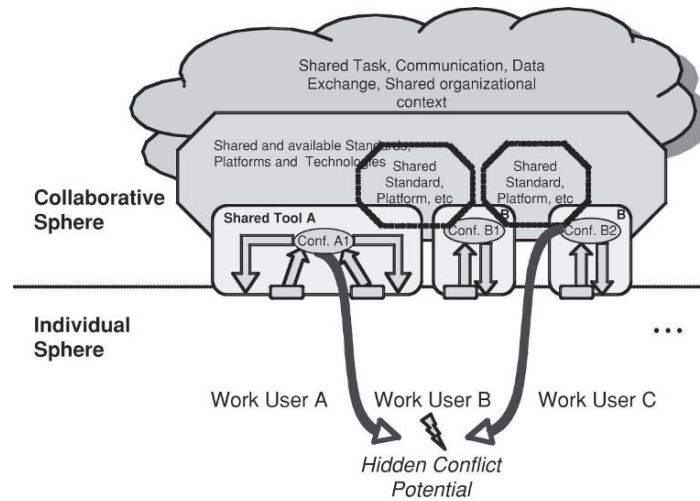 Shared Task, Communication, Data
Exchange, Shared organizational
context
Shared and available Standards,
Platforms and Technologies
Shared
Standard,
Platform, etc
Shared
Standard,
Platform, etc
Collaborative
Sphere
Shared Tool A
B
B
Conf. A1
Conf. B1
Conf. B2
Individual
Sphere
...
Work User A
Work User B
Work User C
Hidden Conflict
Potential